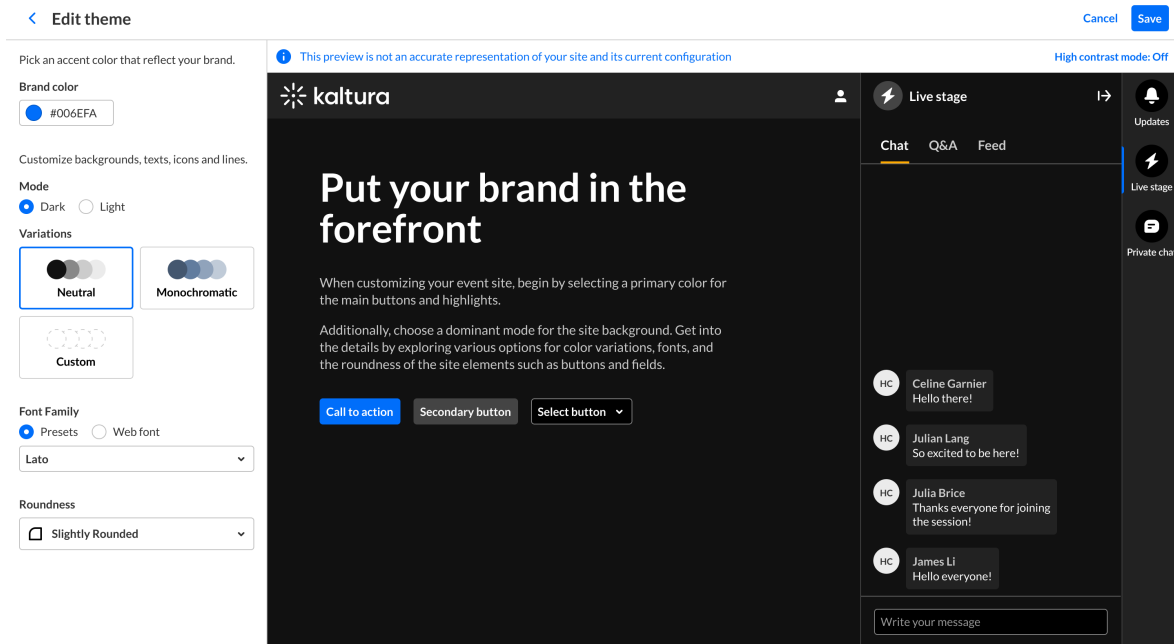 Edit theme
Cancel
Save
Pick an accent color that reflect your brand.
Brand color
#006EFA
Customize backgrounds, texts, icons and lines.
Mode
Dark
Light
Variations
Neutral
Monochromatic
Custom
Font Family
Presets
Web font
Lato
Roundness
Slightly Rounded
This preview is not an accurate representation of your site and its current configuration
High contrast mode: Off
kaltura
Put your brand in the
forefront
When customizing your event site, begin by selecting a primary color for
the main buttons and highlights.
Additionally, choose a dominant mode for the site background. Get into
the details by exploring various options for color variations, fonts, and
the roundness of the site elements such as buttons and fields.
Call to action
Secondary button
Select button
Live stage
Chat
Q&A
Feed
HC
Celine Garnier
Hello there!
HC
Julian Lang
So excited to be here!
HC
Julia Brice
Thanks everyone for joining
the session!
HC
James Li
Hello everyone!
Write your message
Updates
Live stage
Private cha